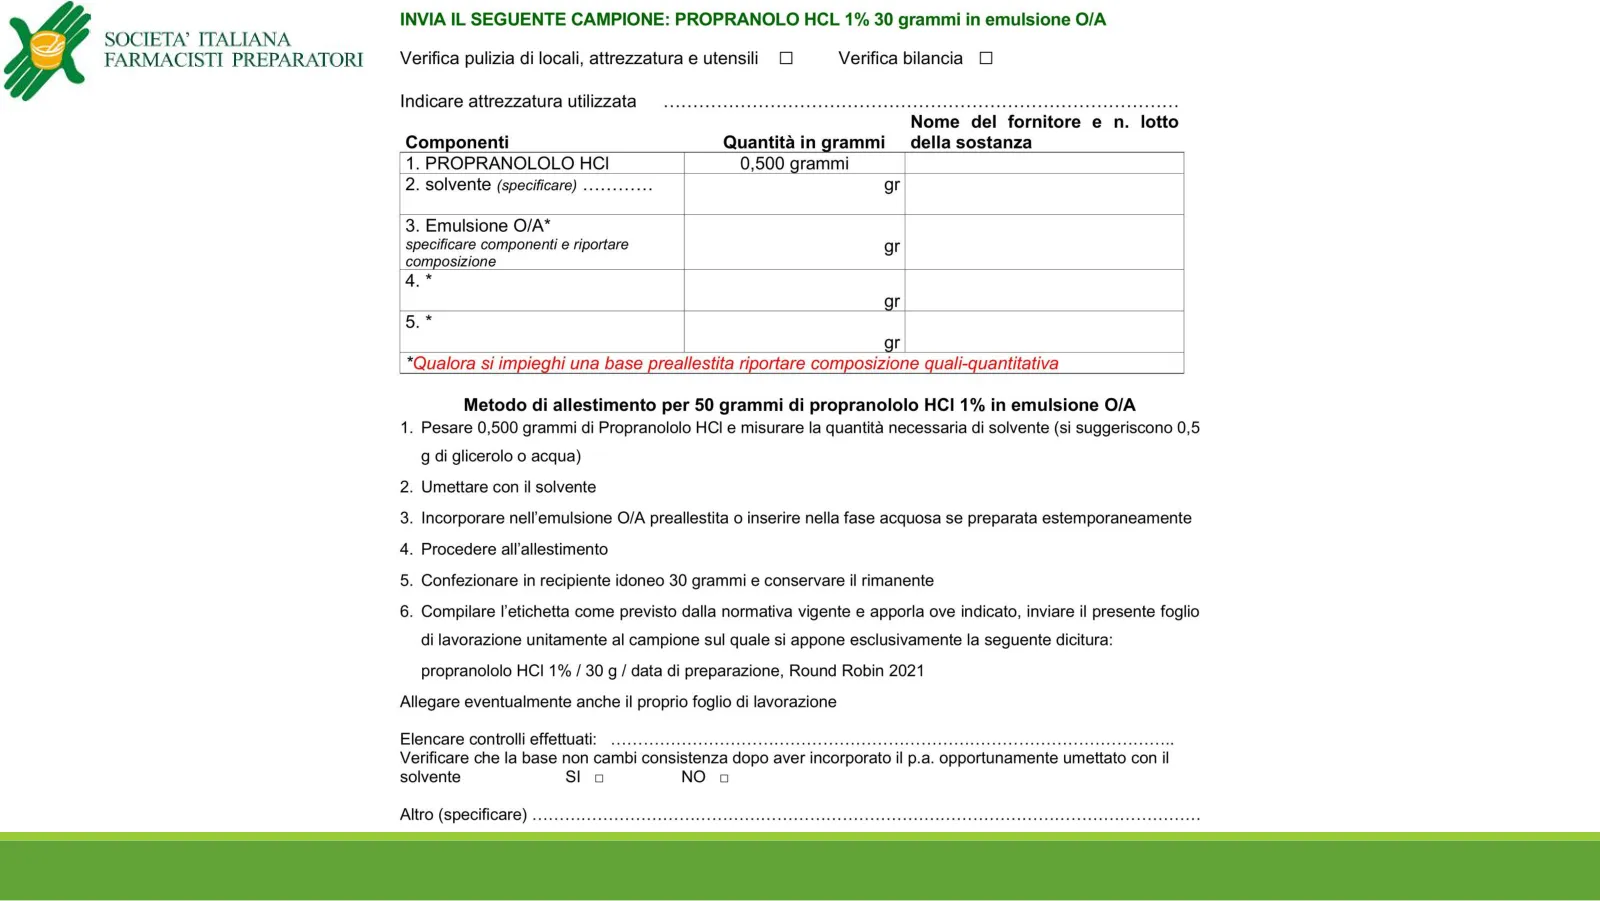 SOCIETA’ ITALIANA
FARMACISTI PREPARATORI
INVIA IL SEGUENTE CAMPIONE: PROPRANOLO HCL 1% 30 grammi in emulsione O/A
Verifica pulizia di locali, attrezzatura e utensili ☐ Verifica bilancia ☐
Indicare attrezzatura utilizzata ……………………………………………………………………………
Componenti Quantità in grammi Nome del fornitore e n. lotto
della sostanza
1. PROPRANOLOLO HCl 0,500 grammi
2. solvente (specificare) ………… gr
3. Emulsione O/A*
specificare componenti e riportare gr
composizione
4. *
gr
5. *
gr
*Qualora si impieghi una base preallestita riportare composizione quali-quantitativa
Metodo di allestimento per 50 grammi di propranololo HCl 1% in emulsione O/A
1. Pesare 0,500 grammi di Propranololo HCl e misurare la quantità necessaria di solvente (si suggeriscono 0,5
g di glicerolo o acqua)
2. Umettare con il solvente
3. Incorporare nell’emulsione O/A preallestita o inserire nella fase acquosa se preparata estemporaneamente
4. Procedere all’allestimento
5. Confezionare in recipiente idoneo 30 grammi e conservare il rimanente
6. Compilare l’etichetta come previsto dalla normativa vigente e apporla ove indicato, inviare il presente foglio
di lavorazione unitamente al campione sul quale si appone esclusivamente la seguente dicitura:
propranololo HCl 1% / 30 g / data di preparazione, Round Robin 2021
Allegare eventualmente anche il proprio foglio di lavorazione
Elencare controlli effettuati: …………………………………………………………………………………………..
Verificare che la base non cambi consistenza dopo aver incorporato il p.a. opportunamente umettato con il
solvente SI □ NO □
Altro (specificare) ……………………………………………………………………………………………………………